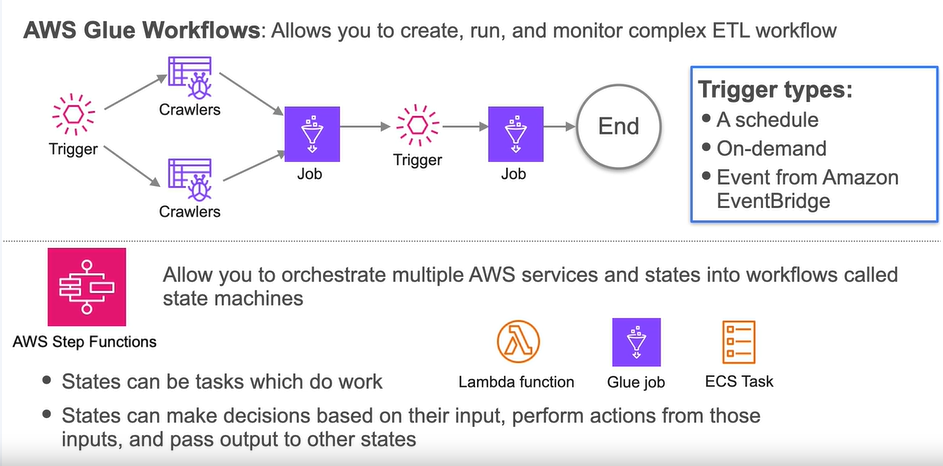 AWS Glue Workflows: Allows you to create, run, and monitor complex ETL workflow
Crawlers
Trigger
Crawlers
Job
Trigger
Job
End
Trigger types:
• A schedule
• On-demand
• Event from Amazon
EventBridge
Allow you to orchestrate multiple AWS services and states into workflows called
state machines
AWS Step Functions
Lambda function
Glue job
ECS Task
• States can be tasks which do work
• States can make decisions based on their input, perform actions from those
inputs, and pass output to other states